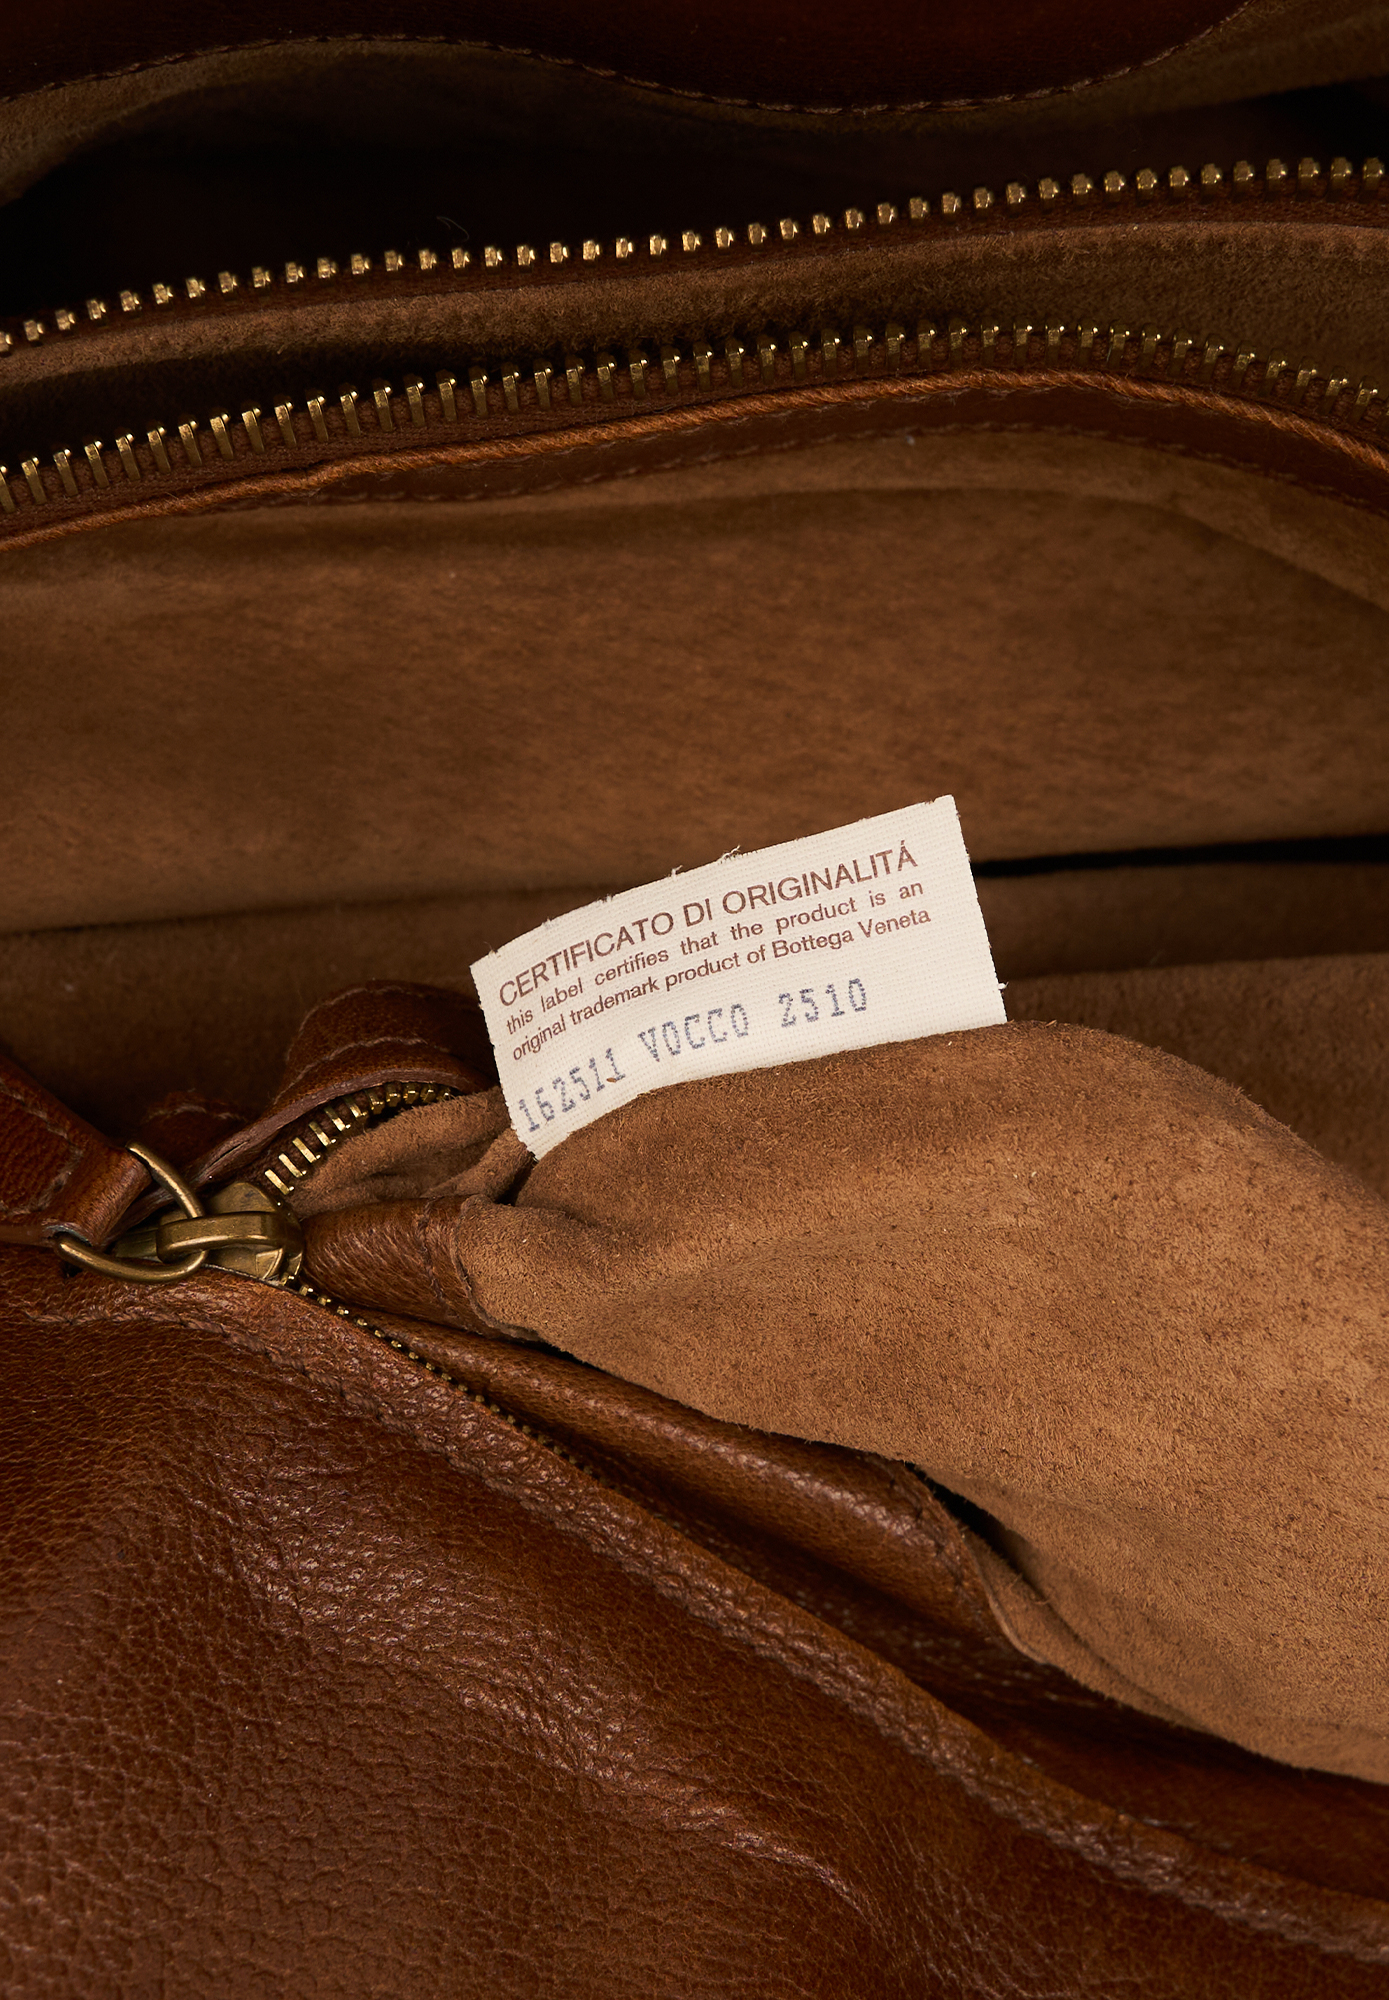 CERTIFICATO DI ORIGINALITÁ
this label certifies that the product is an
original trademark product of Bottega Veneta
162511 VOCCO 2510